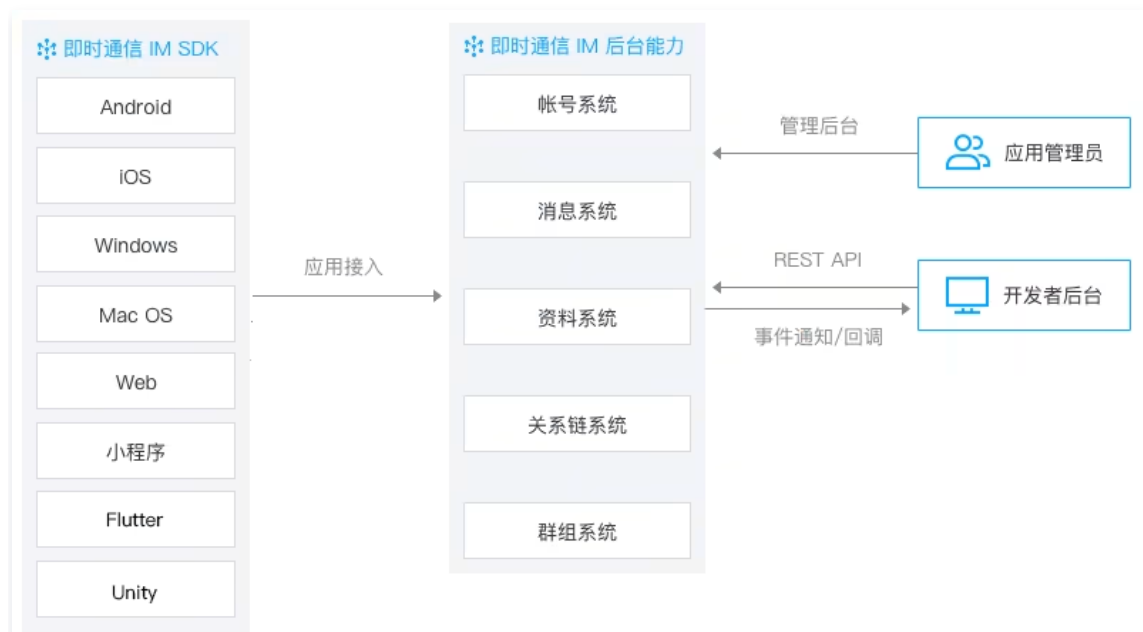 即时通信 IM SDK
Android
iOS
Windows
Mac OS
Web
小程序
Flutter
Unity
应用接入
即时通信 IM 后台能力
帐号系统
消息系统
资料系统
关系链系统
群组系统
管理后台
应用管理员
REST API
事件通知/回调
开发者后台